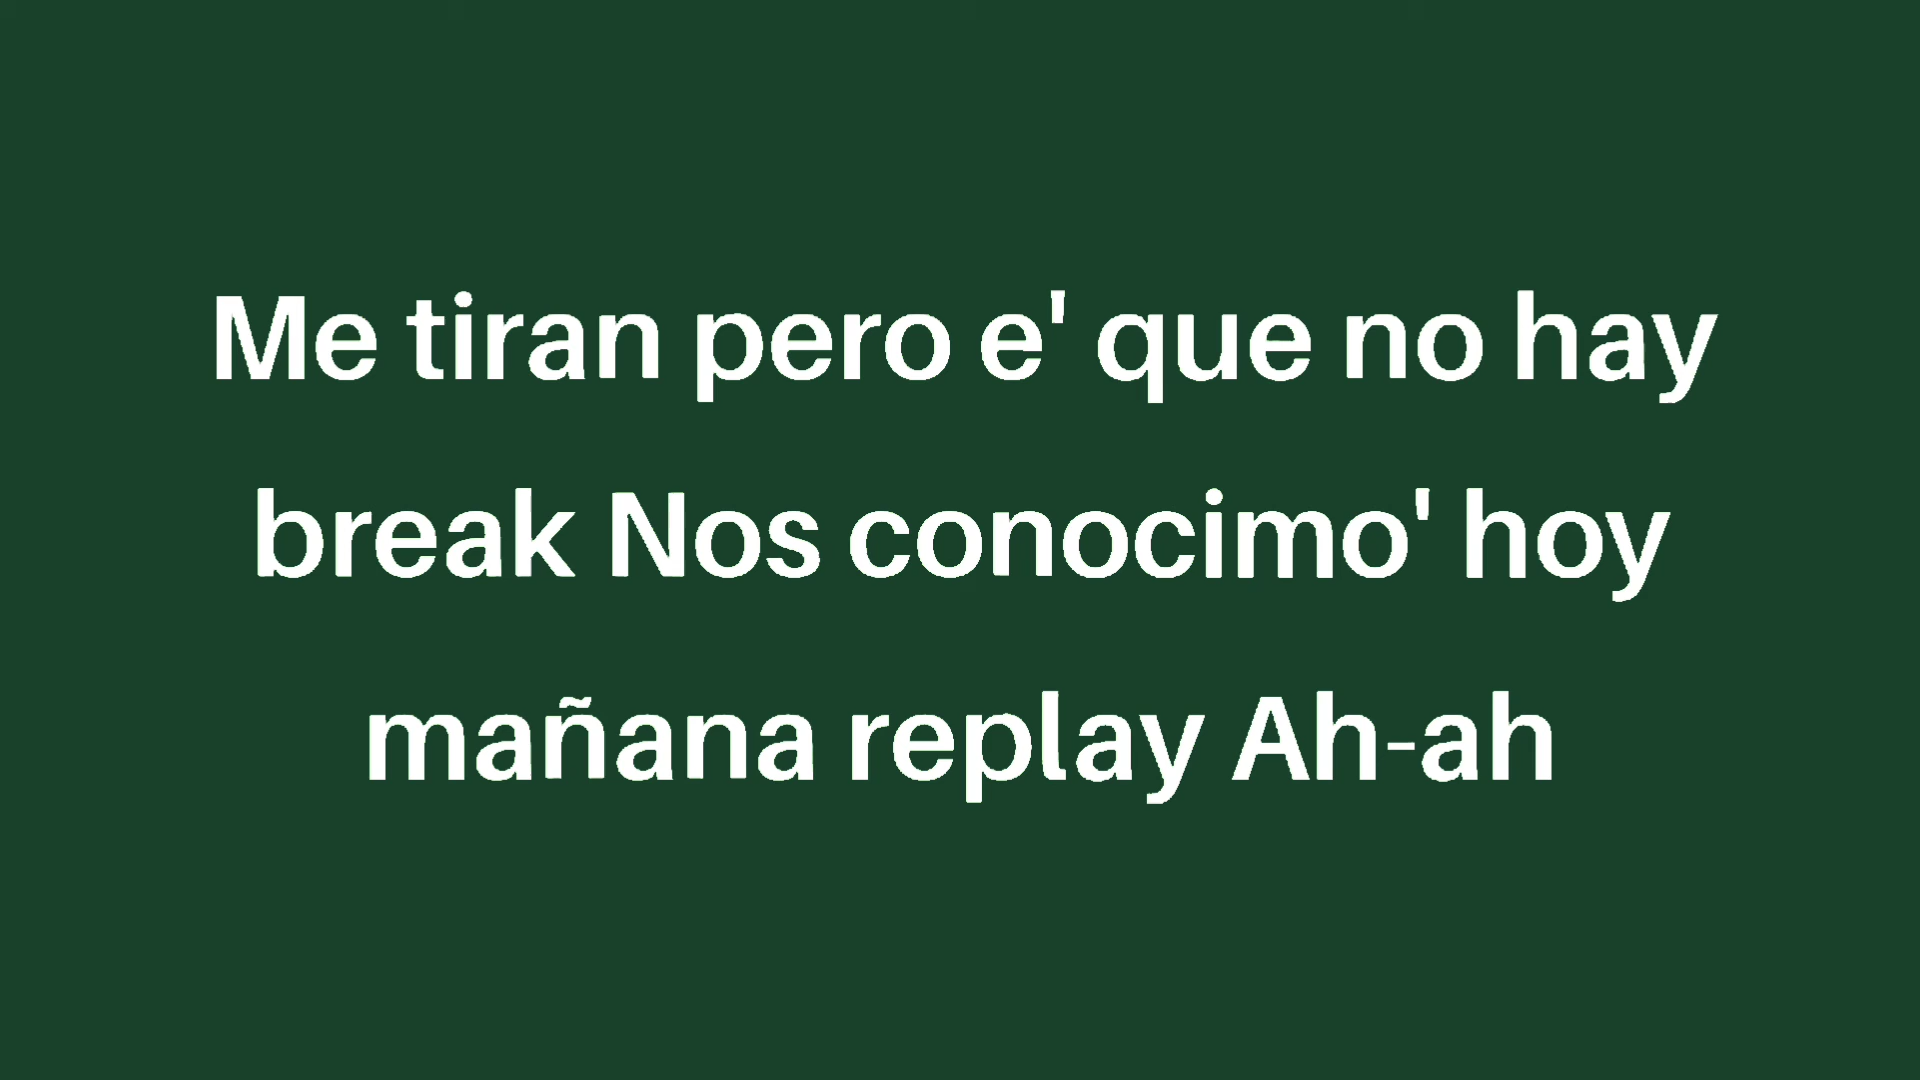 Me tiran pero e' que no hay
break Nos conocimo' hoy
mañana replay Ah-ah